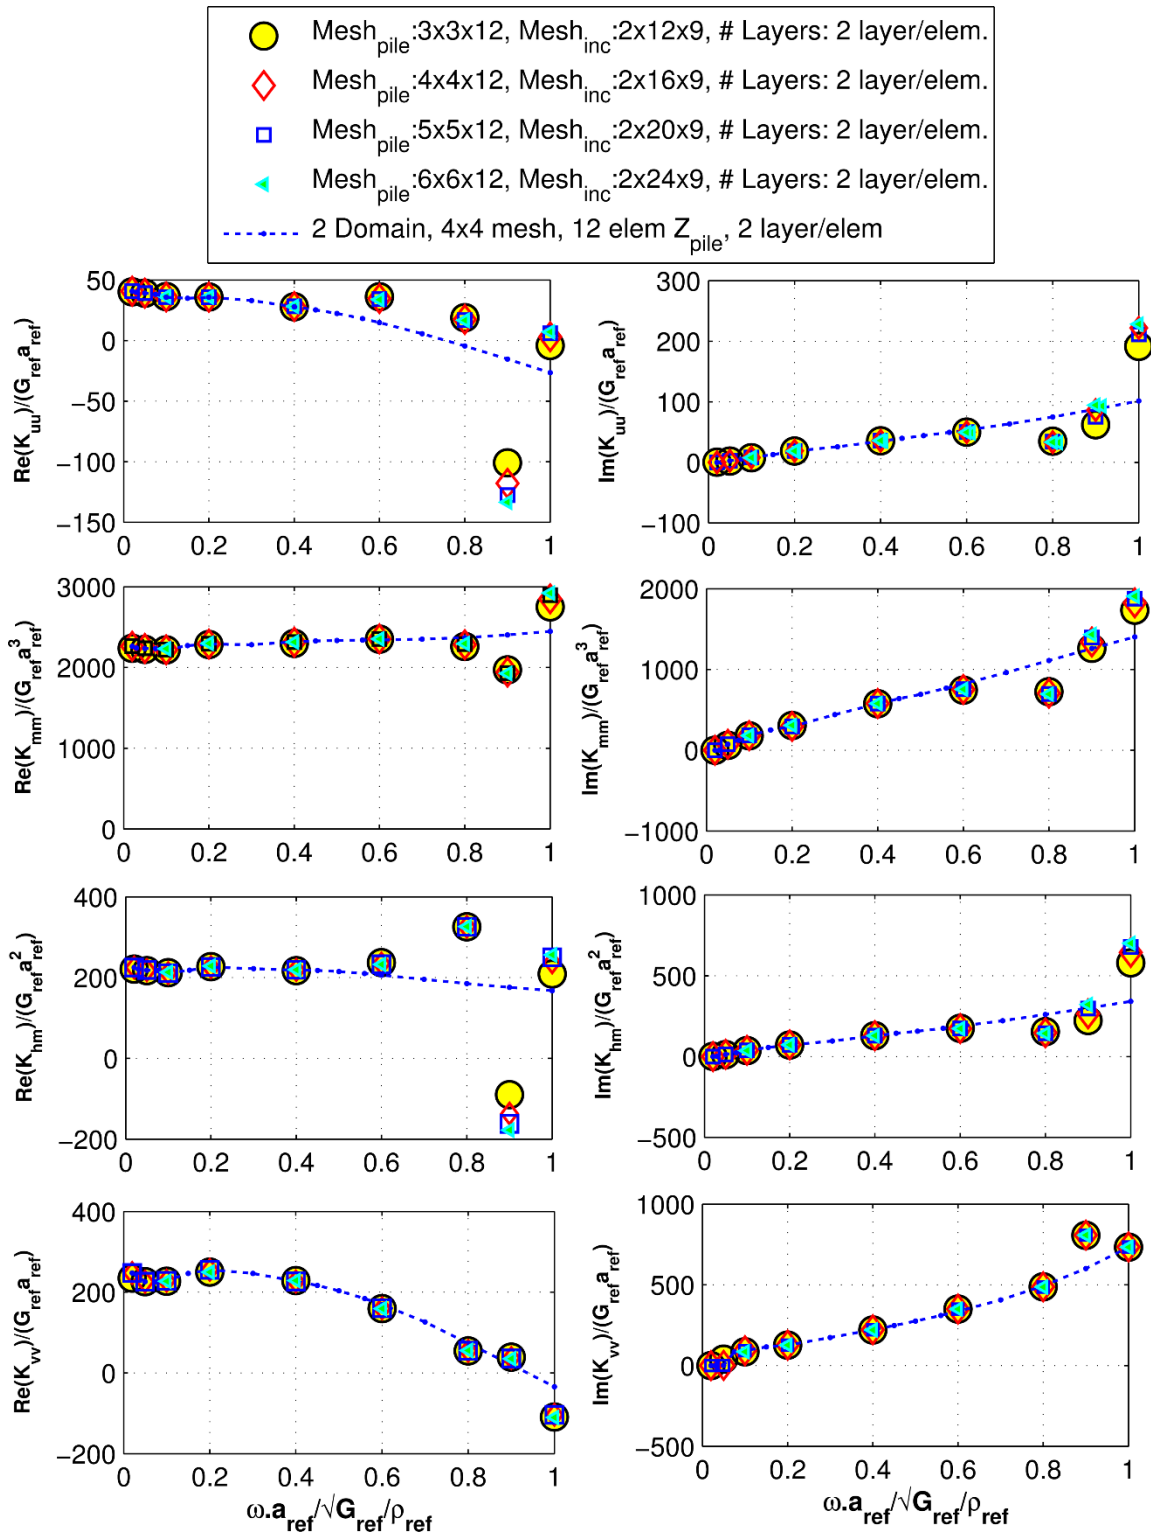 Mesh_pile:3x3x12, Mesh_inc:2x12x9, # Layers: 2 layer/elem.
Mesh_pile:4x4x12, Mesh_inc:2x16x9, # Layers: 2 layer/elem.
Mesh_pile:5x5x12, Mesh_inc:2x20x9, # Layers: 2 layer/elem.
Mesh_pile:6x6x12, Mesh_inc:2x24x9, # Layers: 2 layer/elem.
2 Domain, 4x4 mesh, 12 elem Z_pile, 2 layer/elem
Re(K_uu)/(G_ref a_ref)
50
0
−50
−100
−150
0 0.2 0.4 0.6 0.8 1
Im(K_uu)/(G_ref a_ref)
300
200
100
0
−100
0 0.2 0.4 0.6 0.8 1
Re(K_mm)/(G_ref a^3_ref)
3000
2000
1000
0
0 0.2 0.4 0.6 0.8 1
Im(K_mm)/(G_ref a^3_ref)
2000
1000
0
−1000
0 0.2 0.4 0.6 0.8 1
Re(K_hm)/(G_ref a^2_ref)
400
200
0
−200
0 0.2 0.4 0.6 0.8 1
Im(K_hm)/(G_ref a^2_ref)
1000
500
0
−500
0 0.2 0.4 0.6 0.8 1
Re(K_vv)/(G_ref a_ref)
400
200
0
−200
0 0.2 0.4 0.6 0.8 1
ω.a_ref/√G_ref/ρ_ref
Im(K_vv)/(G_ref a_ref)
1000
500
0
−500
0 0.2 0.4 0.6 0.8 1
ω.a_ref/√G_ref/ρ_ref